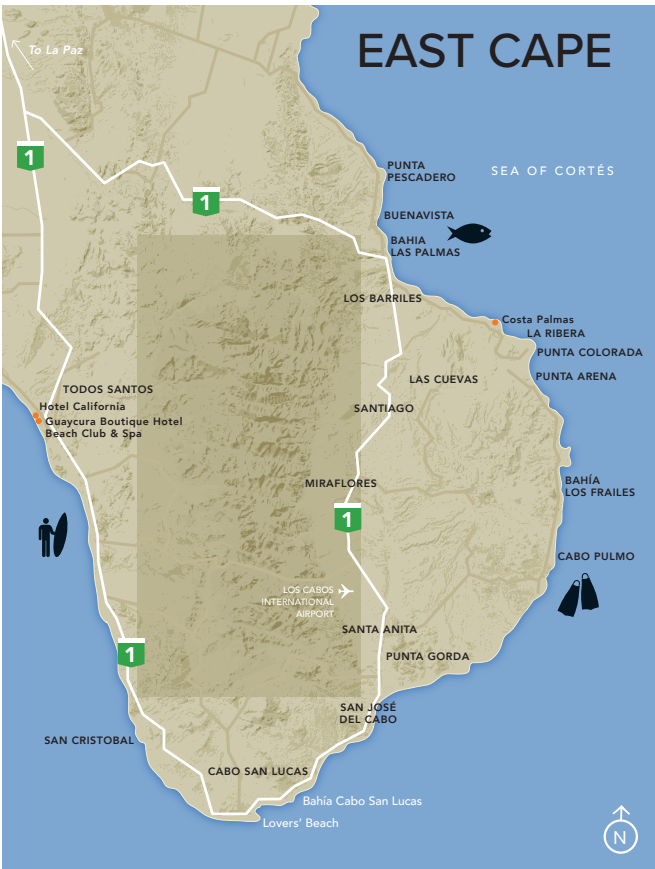 EAST CAPE
To La Paz
1
1
PUNTA
PESCADERO
SEA OF CORTÉS
BUENAVISTA
BAHIA
LAS PALMAS
LOS BARRILES
Costa Palmas
LA RIBERA
PUNTA COLORADA
PUNTA ARENA
LAS CUEVAS
TODOS SANTOS
Hotel California
Guaycura Boutique Hotel
Beach Club & Spa
SANTIAGO
MIRAFLORES
BAHÍA
LOS FRAILES
1
CABO PULMO
LOS CABOS
INTERNATIONAL
AIRPORT
SANTA ANITA
1
PUNTA GORDA
SAN JOSÉ
DEL CABO
SAN CRISTOBAL
CABO SAN LUCAS
Bahía Cabo San Lucas
Lovers' Beach
N